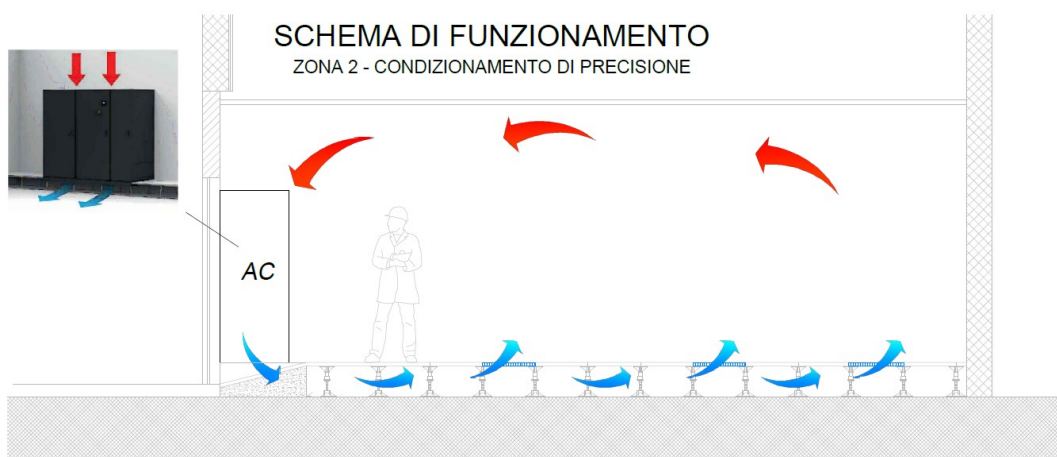 SCHEMA DI FUNZIONAMENTO
ZONA 2 - CONDIZIONAMENTO DI PRECISIONE
AC